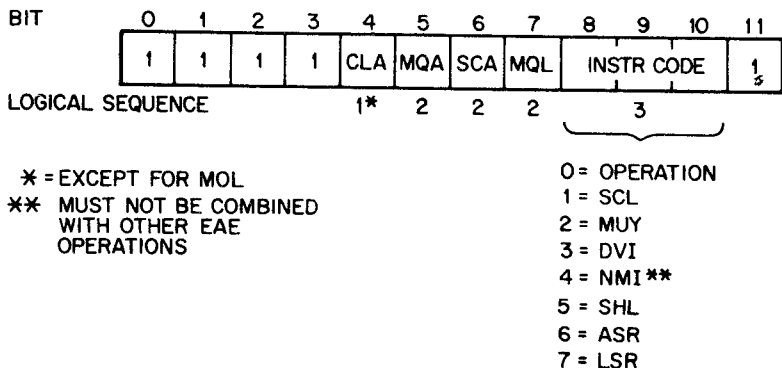 BIT 0 1 2 3 4 5 6 7 8 9 10 11
1 1 1 1 CLA MQA SCA MQL INSTR CODE 1
LOGICAL SEQUENCE 1* 2 2 2 3
* = EXCEPT FOR MOL
** MUST NOT BE COMBINED
WITH OTHER EAE
OPERATIONS
0 = OPERATION
1 = SCL
2 = MUY
3 = DVI
4 = NMI **
5 = SHL
6 = ASR
7 = LSR